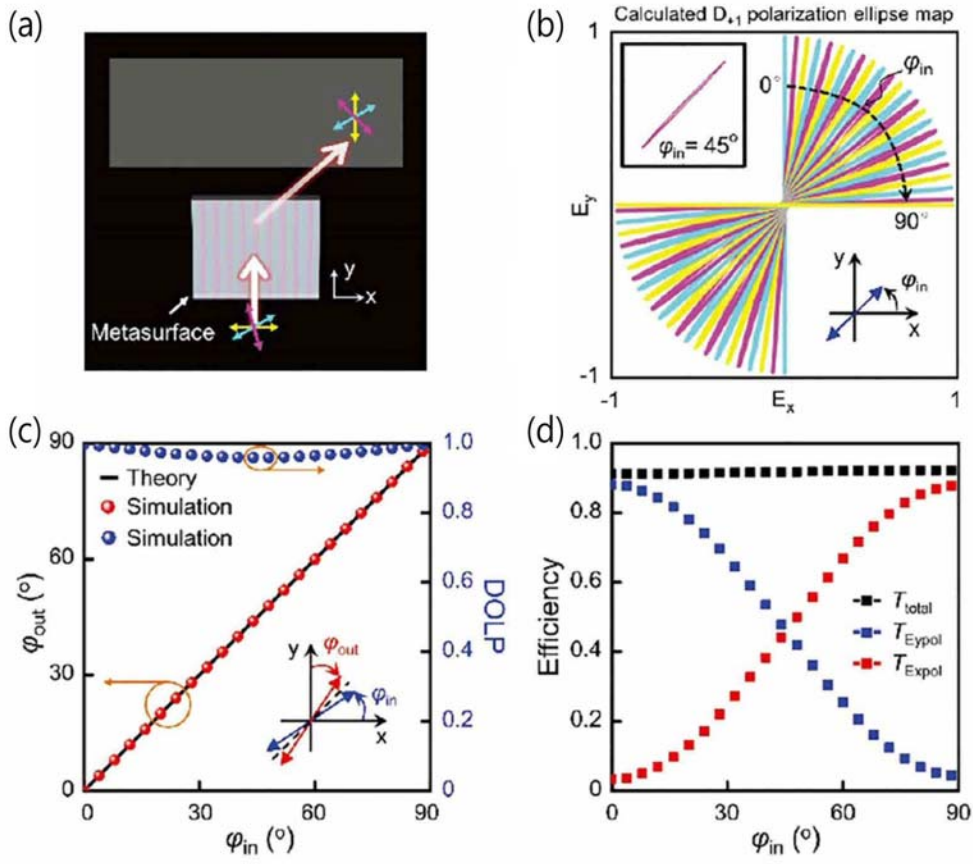 (a)
y
x
Metasurface
(b)
Calculated D+1 polarization ellipse map
1
φin
0°
φin = 45°
Ey
90°
y
φin
x
-1
-1
Ex
1
(c)
90
1.0
Theory
Simulation
0.8
Simulation
60
0.6
φout (°)
DOLP
0.4
30
y
φout
φin
0.2
x
0
0
0
30
60
90
φin (°)
(d)
1.0
0.8
0.6
Efficiency
Ttotal
0.4
TEypol
TExpol
0.2
0
0
30
60
90
φin (°)